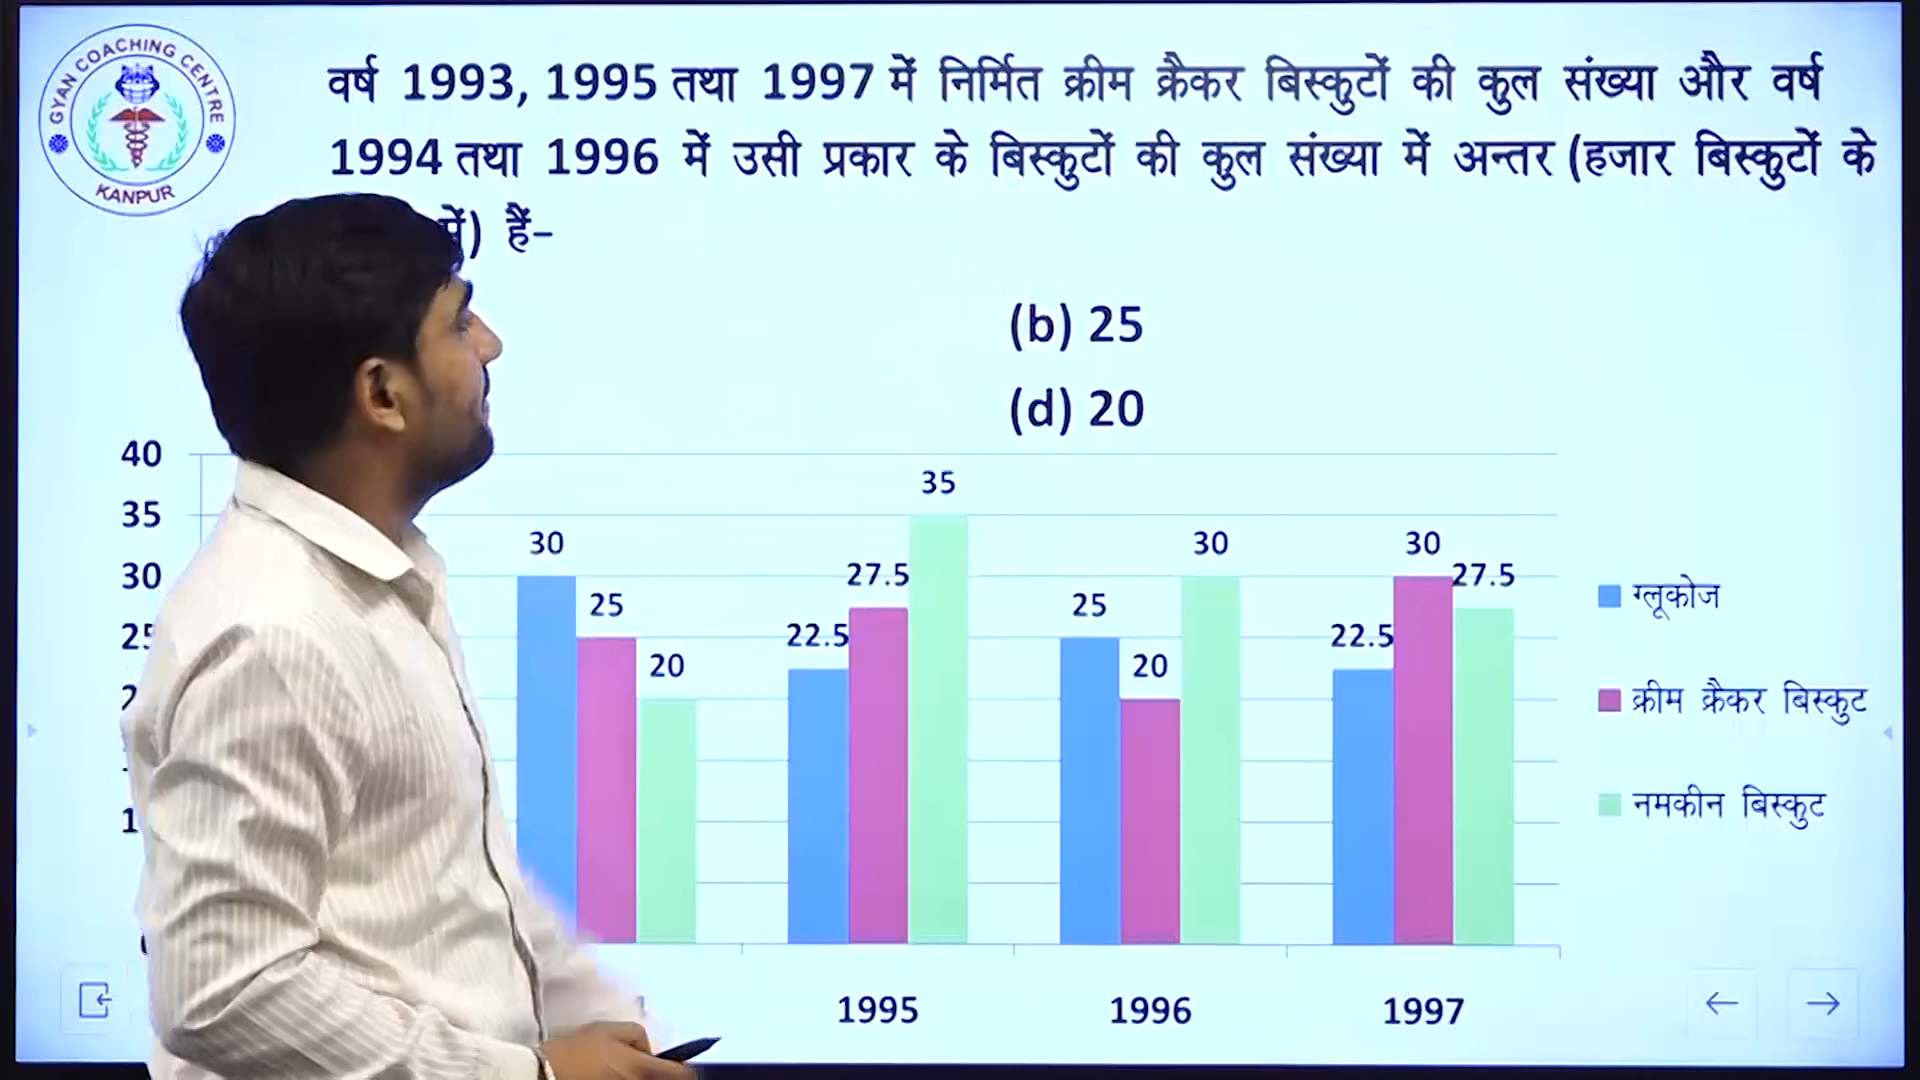 GYAN COACHING CENTRE
KANPUR
वर्ष 1993, 1995 तथा 1997 में निर्मित क्रीम क्रैकर बिस्कुटों की कुल संख्या और वर्ष
1994 तथा 1996 में उसी प्रकार के बिस्कुटों की कुल संख्या में अन्तर (हजार बिस्कुटों के
में) हैं–
(b) 25
(d) 20
40
35
30
30 25 20
22.5 27.5 35
25 20 30
22.5 30 27.5
ग्लूकोज
क्रीम क्रैकर बिस्कुट
नमकीन बिस्कुट
1995 1996 1997